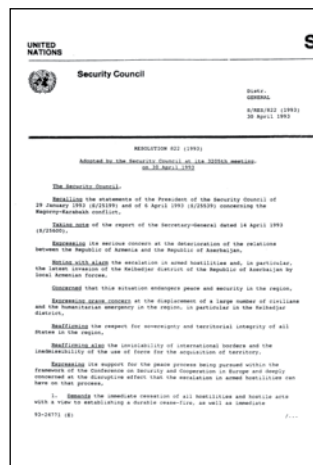 UNITED
NATIONS
S
Security Council
Distr.
GENERAL
S/RES/822 (1993)
30 April 1993
RESOLUTION 822 (1993)
Adopted by the Security Council at its 3205th meeting,
on 30 April 1993
The Security Council,
Recalling the statements of the President of the Security Council of
29 January 1993 (S/25199) and of 6 April 1993 (S/25539) concerning the
Nagorny-Karabakh conflict,
Taking note of the report of the Secretary-General dated 14 April 1993
(S/25600),
Expressing its serious concern at the deterioration of the relations
between the Republic of Armenia and the Republic of Azerbaijan,
Noting with alarm the escalation in armed hostilities and, in particular,
the latest invasion of the Kelbadjar district of the Republic of Azerbaijan by
local Armenian forces,
Concerned that this situation endangers peace and security in the region,
Expressing grave concern at the displacement of a large number of civilians
and the humanitarian emergency in the region, in particular in the Kelbadjar
district,
Reaffirming the respect for sovereignty and territorial integrity of all
States in the region,
Reaffirming also the inviolability of international borders and the
inadmissibility of the use of force for the acquisition of territory,
Expressing its support for the peace process being pursued within the
framework of the Conference on Security and Cooperation in Europe and deeply
concerned at the disruptive effect that the escalation in armed hostilities can
have on that process,
1. Demands the immediate cessation of all hostilities and hostile acts
with a view to establishing a durable cease-fire, as well as immediate
93-24771 (E)
/...